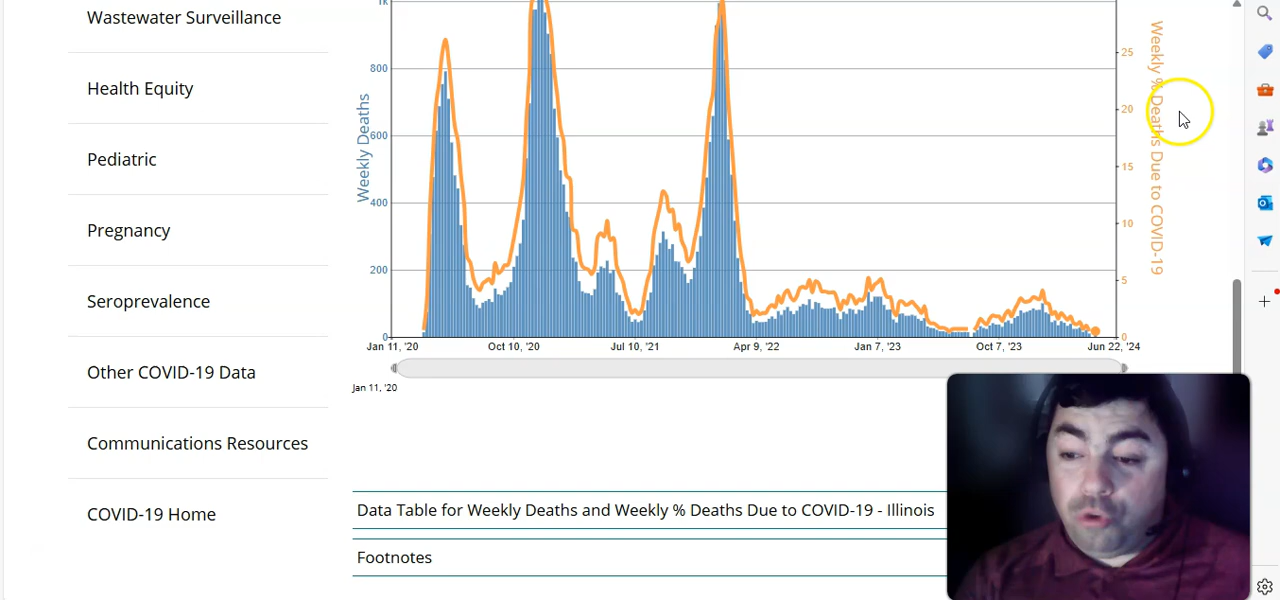 Wastewater Surveillance
Health Equity
Pediatric
Pregnancy
Seroprevalence
Other COVID-19 Data
Communications Resources
COVID-19 Home
Weekly Deaths
1k
800
600
400
200
0
Weekly % Deaths Due to COVID-19
25
20
15
10
5
0
Jan 11, '20
Oct 10, '20
Jul 10, '21
Apr 9, '22
Jan 7, '23
Oct 7, '23
Jun 22, '24
Jan 11, '20
Data Table for Weekly Deaths and Weekly % Deaths Due to COVID-19 - Illinois
Footnotes